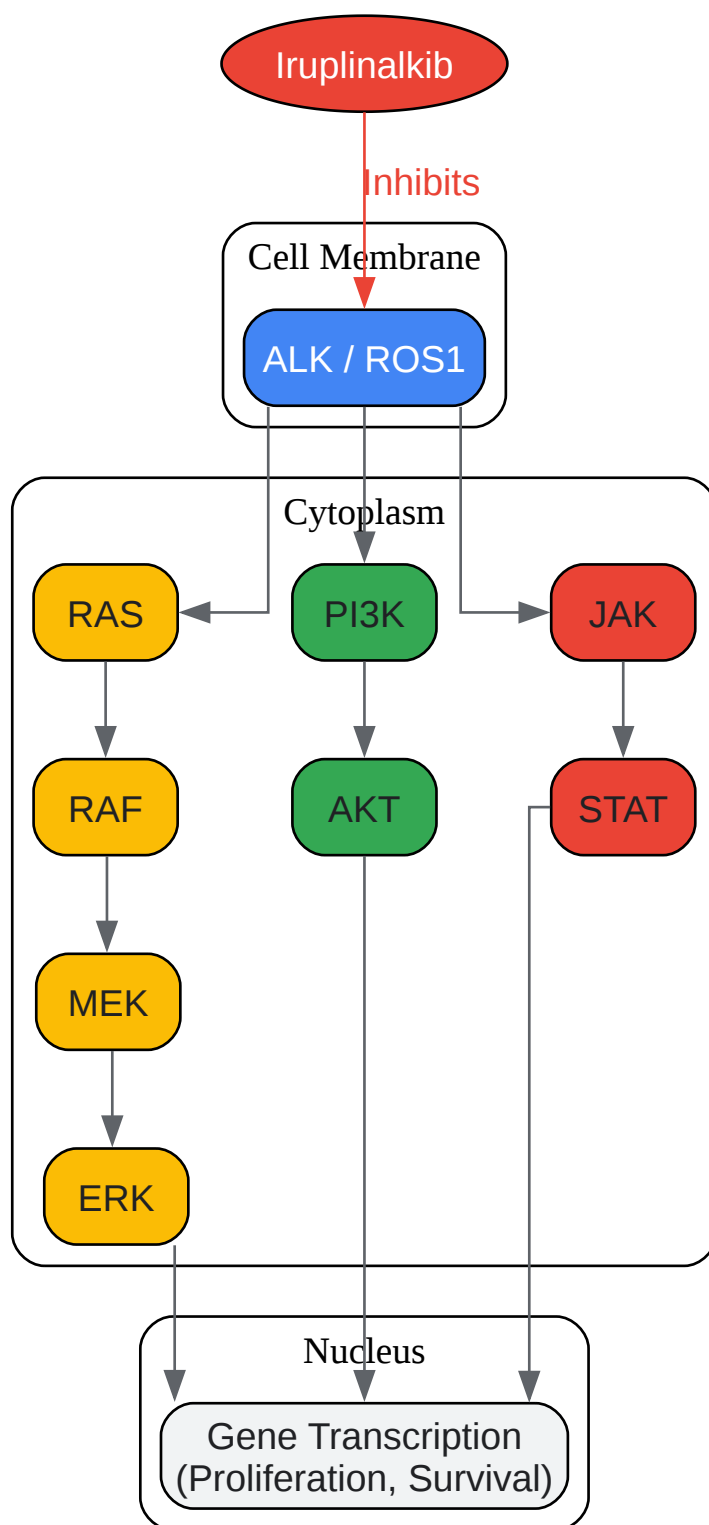 Iruplinalkib
Inhibits
Cell Membrane
ALK / ROS1
Cytoplasm
RAS
PI3K
JAK
RAF
AKT
STAT
MEK
ERK
Nucleus
Gene Transcription
(Proliferation, Survival)